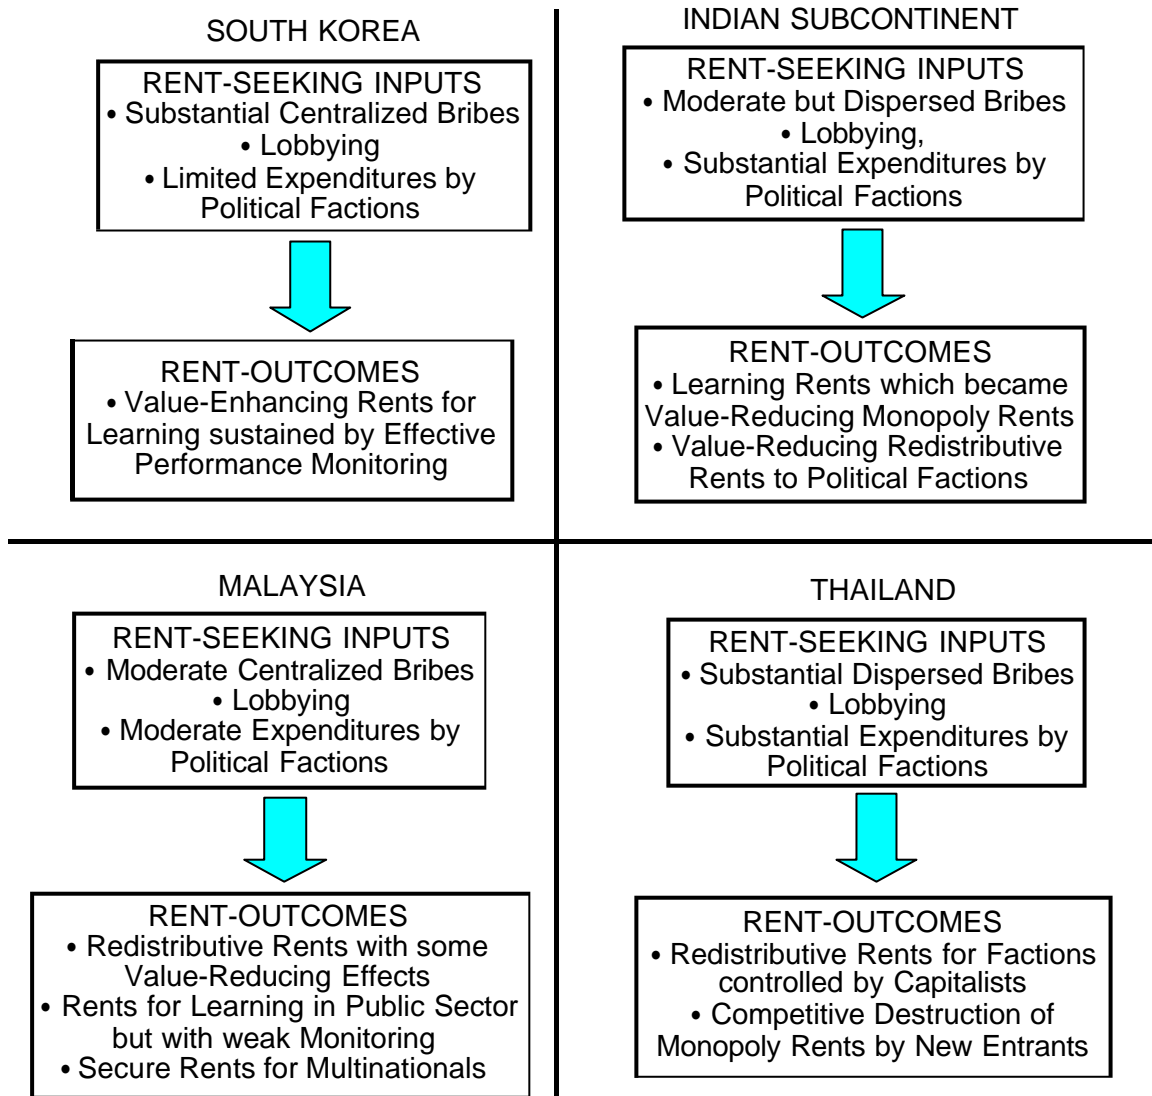 SOUTH KOREA
RENT-SEEKING INPUTS
• Substantial Centralized Bribes
• Lobbying
• Limited Expenditures by
Political Factions
RENT-OUTCOMES
• Value-Enhancing Rents for
Learning sustained by Effective
Performance Monitoring
INDIAN SUBCONTINENT
RENT-SEEKING INPUTS
• Moderate but Dispersed Bribes
• Lobbying,
• Substantial Expenditures by
Political Factions
RENT-OUTCOMES
• Learning Rents which became
Value-Reducing Monopoly Rents
• Value-Reducing Redistributive
Rents to Political Factions
MALAYSIA
RENT-SEEKING INPUTS
• Moderate Centralized Bribes
• Lobbying
• Moderate Expenditures by
Political Factions
RENT-OUTCOMES
• Redistributive Rents with some
Value-Reducing Effects
• Rents for Learning in Public Sector
but with weak Monitoring
• Secure Rents for Multinationals
THAILAND
RENT-SEEKING INPUTS
• Substantial Dispersed Bribes
• Lobbying
• Substantial Expenditures by
Political Factions
RENT-OUTCOMES
• Redistributive Rents for Factions
controlled by Capitalists
• Competitive Destruction of
Monopoly Rents by New Entrants